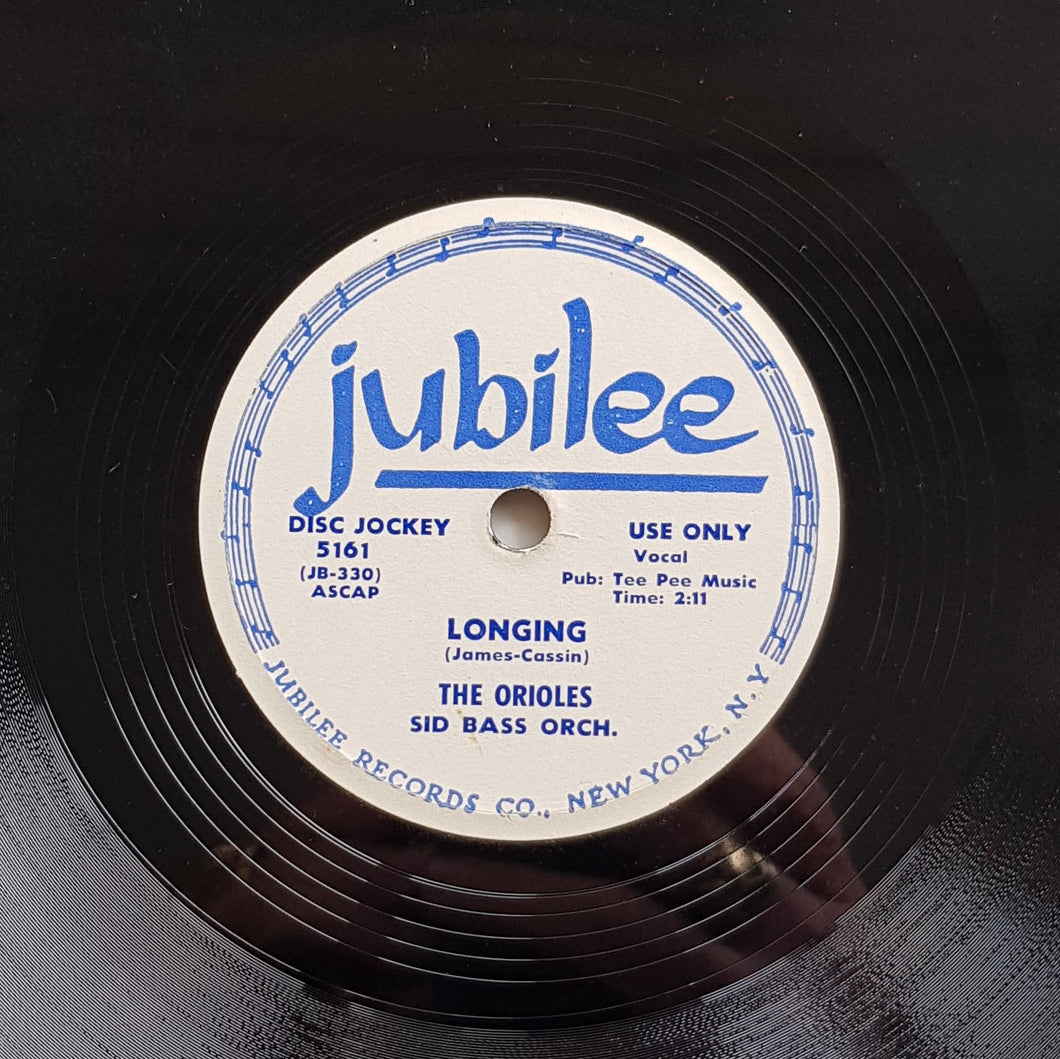 jubilee
DISC JOCKEY
5161
(JB-330)
ASCAP
USE ONLY
Vocal
Pub: Tee Pee Music
Time: 2:11
LONGING
(James-Cassin)
THE ORIOLES
SID BASS ORCH.
JUBILEE RECORDS CO., NEW YORK, N.Y